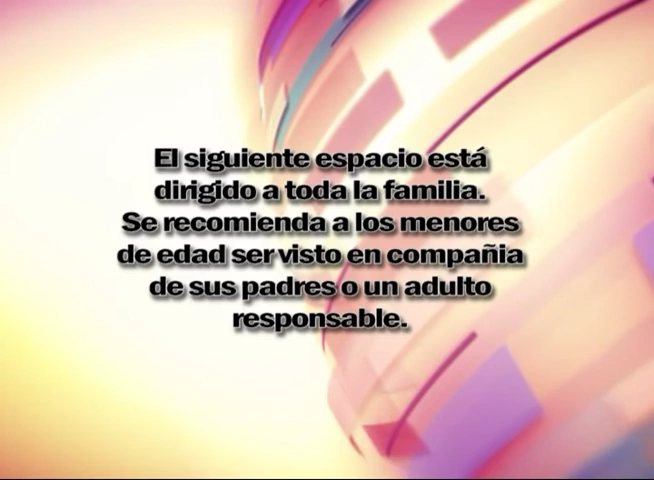 El siguiente espacio está
dirigido a toda la familia.
Se recomienda a los menores
de edad ser visto en compañia
de sus padres o un adulto
responsable.